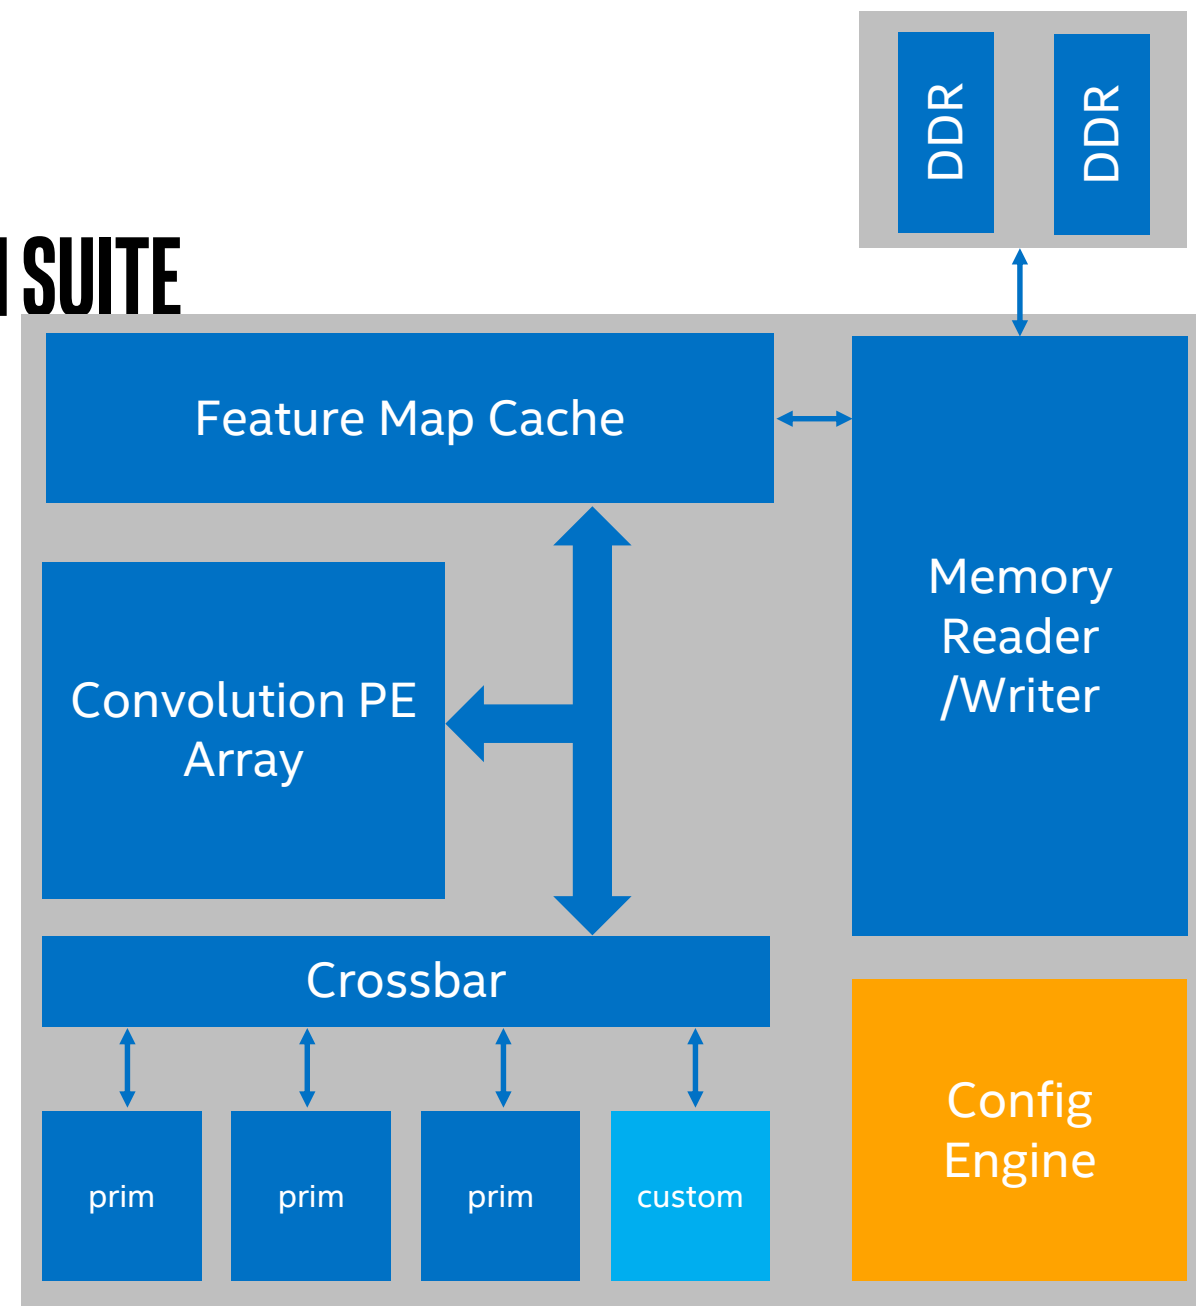 DDR
DDR
SUITE
Feature Map Cache
Memory
Reader
/Writer
Convolution PE
Array
Crossbar
Config
Engine
prim
prim
prim
custom